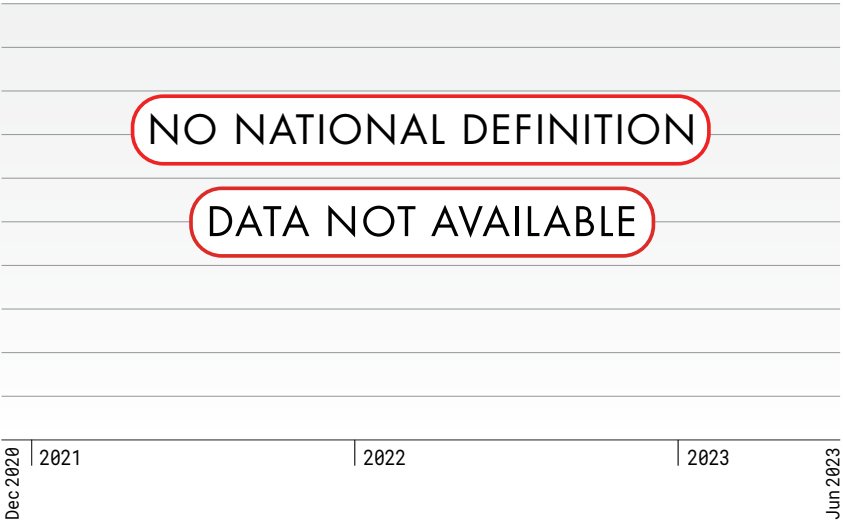 NO NATIONAL DEFINITION
DATA NOT AVAILABLE
Dec 2020
2021
2022
2023
Jun 2023